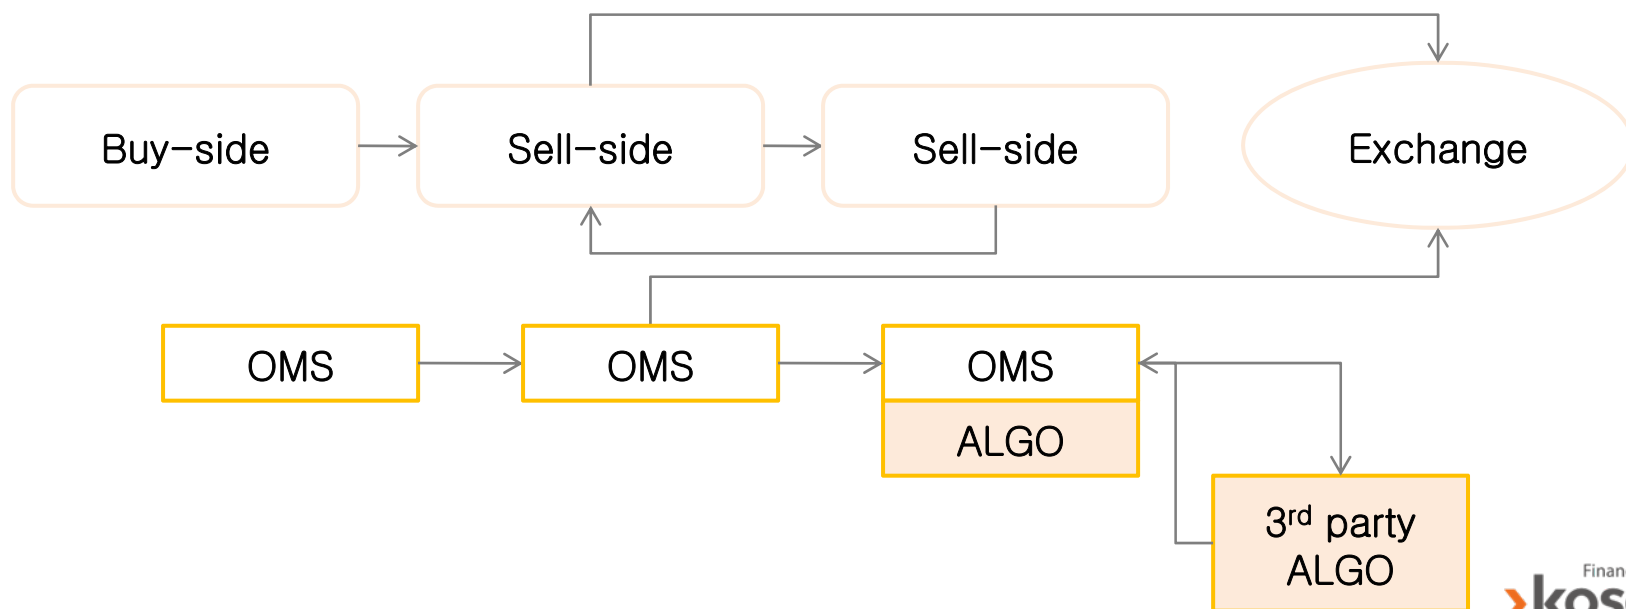 Buy-side
Sell-side
Sell-side
Exchange
OMS
OMS
OMS
ALGO
3rd party
ALGO